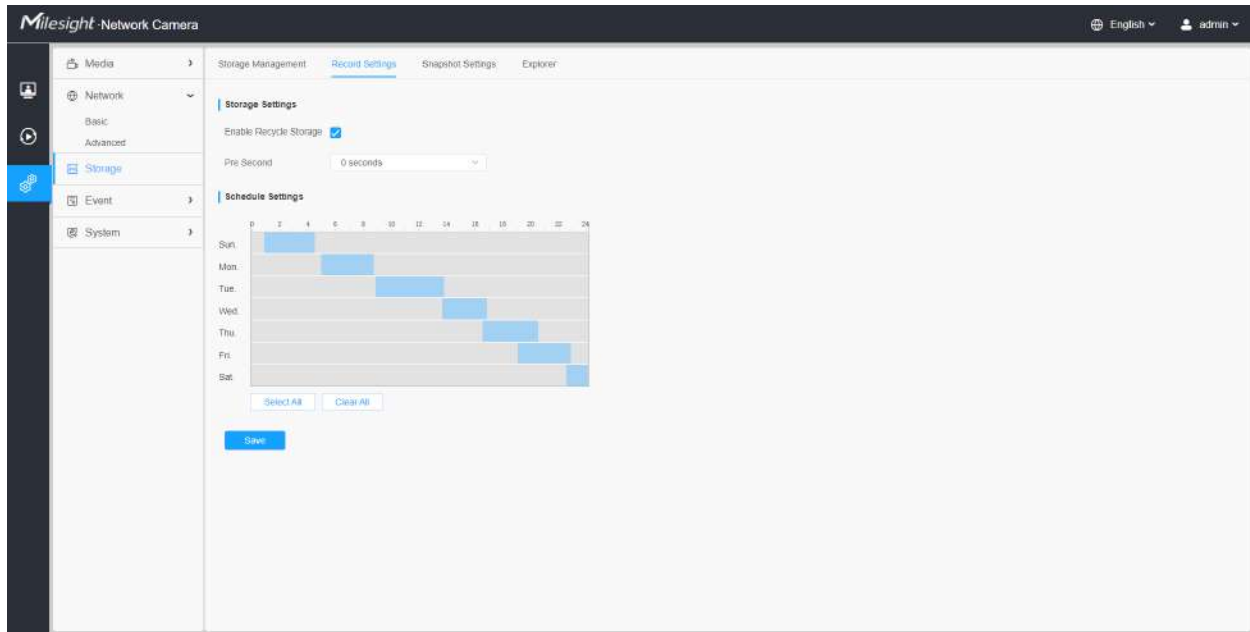 Milesight -Network Camera
English
admin
Media
Network
Basic
Advanced
Storage
Event
System
Storage Management Record Settings Snapshot Settings Explorer
Storage Settings
Enable Recycle Storage
Pre Second 0 seconds
Schedule Settings
0 2 4 6 8 10 12 14 16 18 20 22 24
Sun.
Mon.
Tue.
Wed.
Thu.
Fri.
Sat.
Select All Clear All
Save